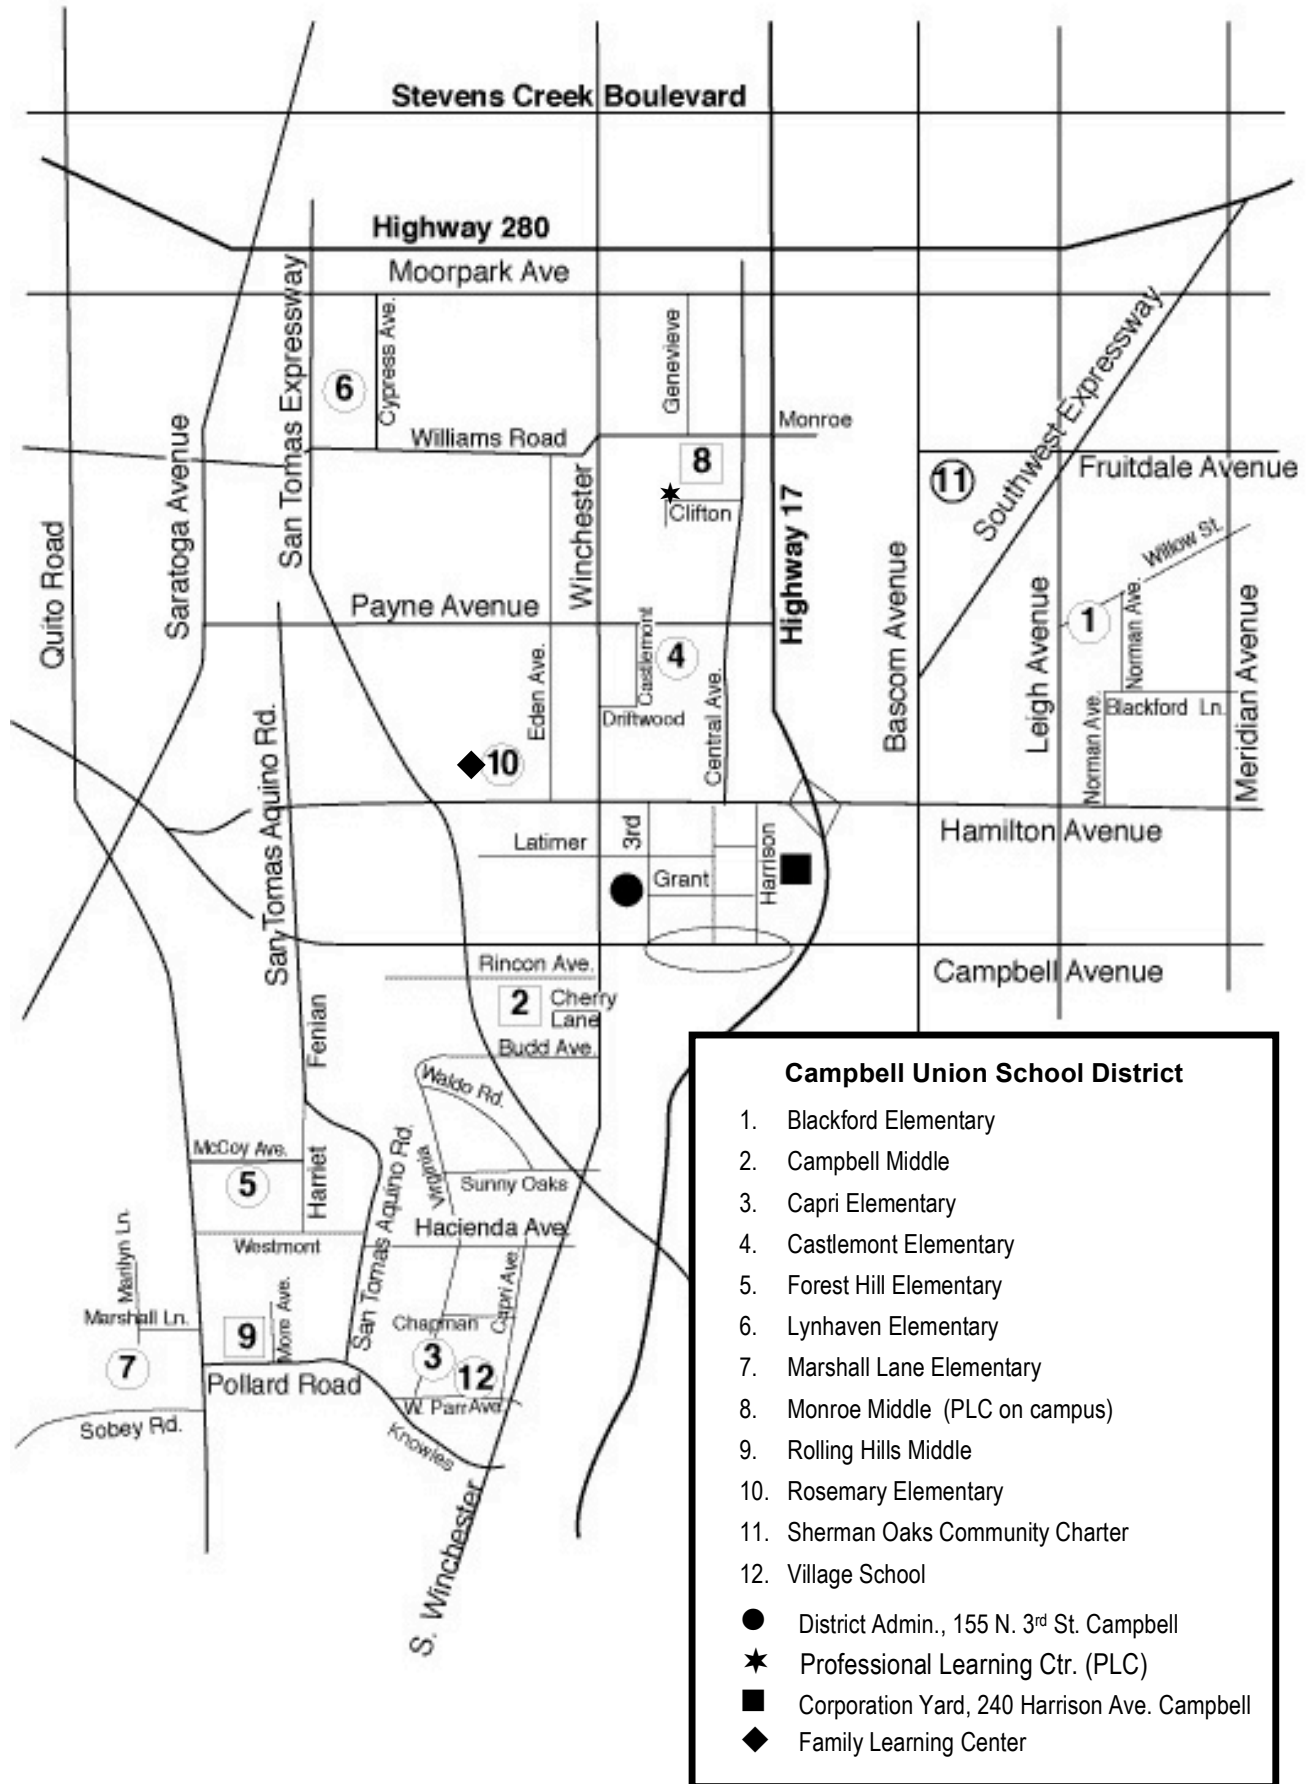 Stevens Creek Boulevard
Highway 280
Moorpark Ave
San Tomas Expressway
Cypress Ave.
Genevieve
6
Southwest Expressway
Saratoga Avenue
Williams Road
Monroe
8
Winchester
Clifton
Highway 17
11
Fruitdale Avenue
Willow St.
Quito Road
Payne Avenue
Bascom Avenue
Leigh Avenue
1
Norman Ave.
Meridian Avenue
Eden Ave.
Castlemont
4
Driftwood
Central Ave.
Norman Ave.
Blackford Ln.
San Tomas Aquino Rd.
10
Latimer
3rd
Harrison
Hamilton Avenue
Grant
Rincon Ave.
Campbell Avenue
2
Cherry
Lane
Fenian
Budd Ave.
Waldo Rd.
McCoy Ave.
5
Harriet
San Tomas Aquino Rd.
Virginia
Sunny Oaks
Marilyn Ln.
Westmont
Hacienda Ave.
Marshall Ln.
9
More Ave.
Chapman
Capri Ave.
7
3
12
Pollard Road
W. Parr Ave.
Sobey Rd.
Knowles
S. Winchester
Campbell Union School District
1. Blackford Elementary
2. Campbell Middle
3. Capri Elementary
4. Castlemont Elementary
5. Forest Hill Elementary
6. Lynhaven Elementary
7. Marshall Lane Elementary
8. Monroe Middle (PLC on campus)
9. Rolling Hills Middle
10. Rosemary Elementary
11. Sherman Oaks Community Charter
12. Village School
District Admin., 155 N. 3rd St. Campbell
Professional Learning Ctr. (PLC)
Corporation Yard, 240 Harrison Ave. Campbell
Family Learning Center